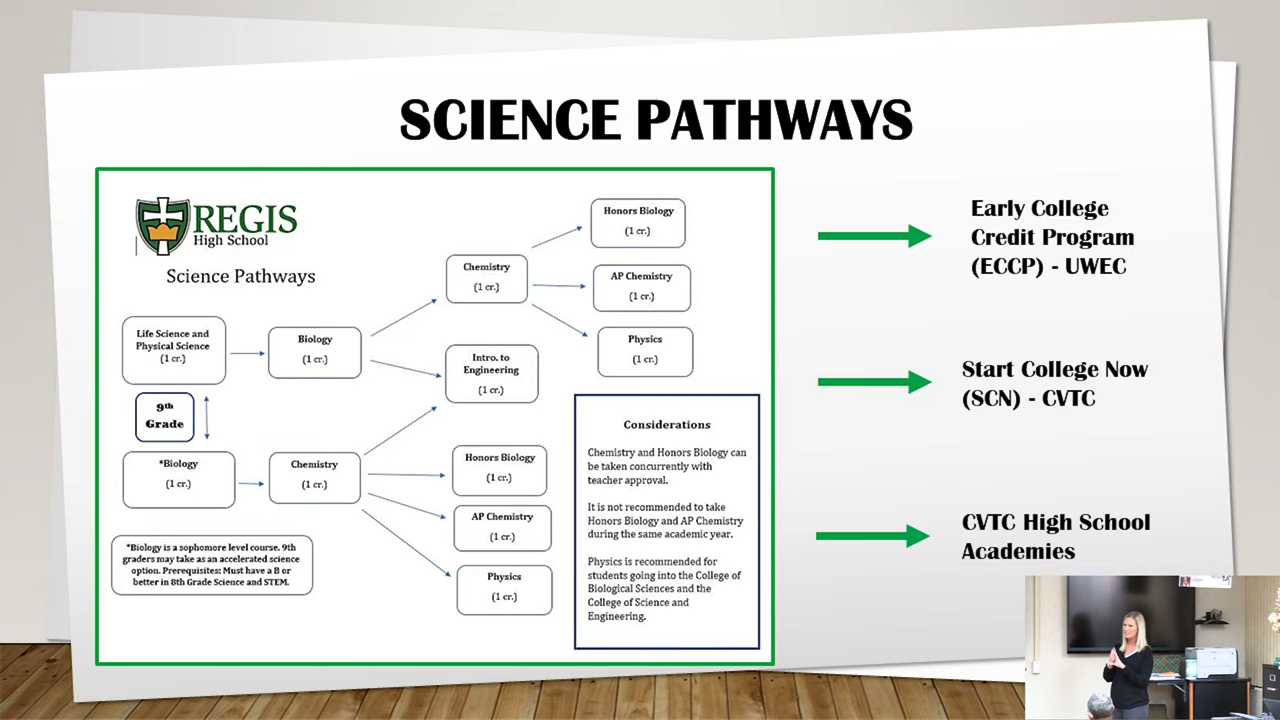 SCIENCE PATHWAYS
REGIS
High School
Science Pathways
Life Science and
Physical Science
(1 cr.)
9th
Grade
*Biology
(1 cr.)
*Biology is a sophomore level course. 9th
graders may take as an accelerated science
option. Prerequisites: Must have a B or
better in 8th Grade Science and STEM.
Biology
(1 cr.)
Chemistry
(1 cr.)
Chemistry
(1 cr.)
Intro. to
Engineering
(1 cr.)
Honors Biology
(1 cr.)
AP Chemistry
(1 cr.)
Physics
(1 cr.)
Honors Biology
(1 cr.)
AP Chemistry
(1 cr.)
Physics
(1 cr.)
Considerations
Chemistry and Honors Biology can
be taken concurrently with
teacher approval.
It is not recommended to take
Honors Biology and AP Chemistry
during the same academic year.
Physics is recommended for
students going into the College of
Biological Sciences and the
College of Science and
Engineering.
Early College
Credit Program
(ECCP) - UWEC
Start College Now
(SCN) - CVTC
CVTC High School
Academies